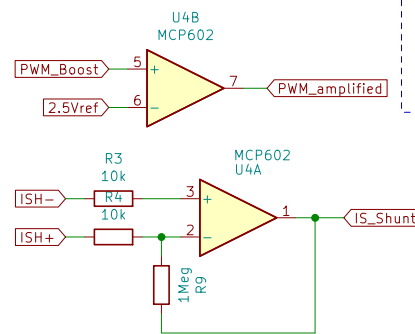 U4B
MCP602
PWM_Boost
5
+
7
PWM_amplified
2.5Vref
6
−
R3
10k
MCP602
U4A
ISH-
3
+
R4
10k
1
IS_Shunt
ISH+
2
−
1Meg
R9